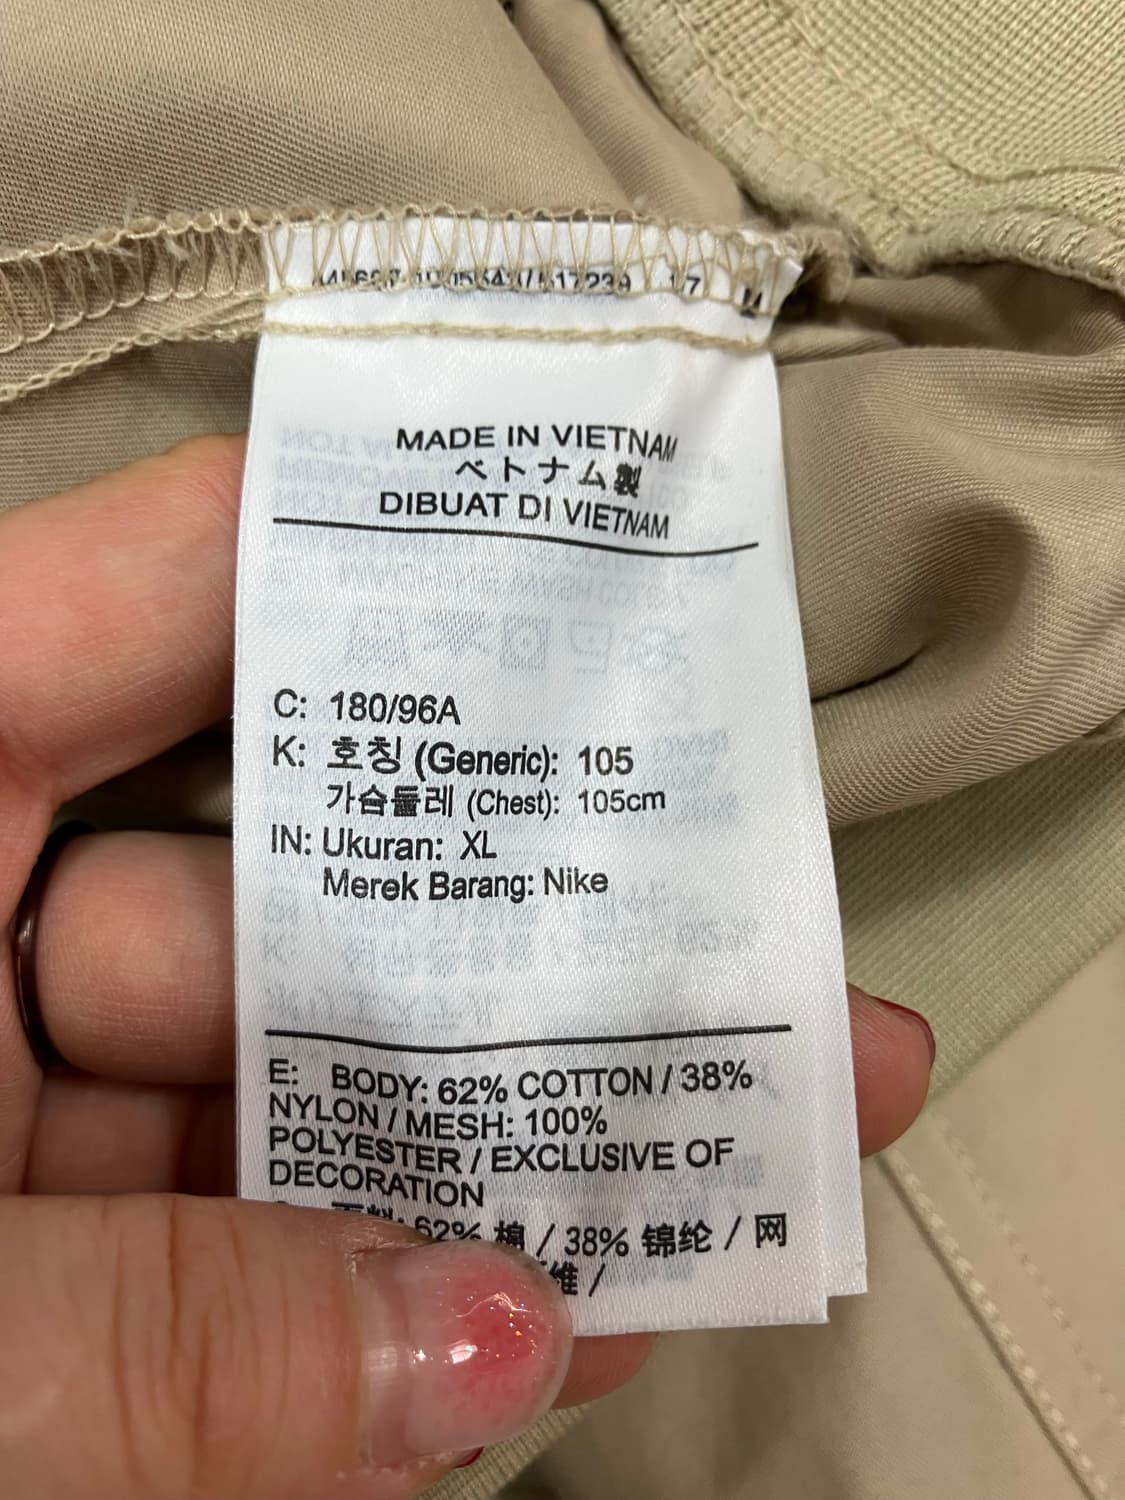 MADE IN VIETNAM
ベトナム製
DIBUAT DI VIETNAM
C: 180/96A
K: 호칭 (Generic): 105
가슴둘레 (Chest): 105cm
IN: Ukuran: XL
Merek Barang: Nike
E: BODY: 62% COTTON / 38%
NYLON / MESH: 100%
POLYESTER / EXCLUSIVE OF
DECORATION
62% 棉 / 38% 锦纶 / 网
维 /